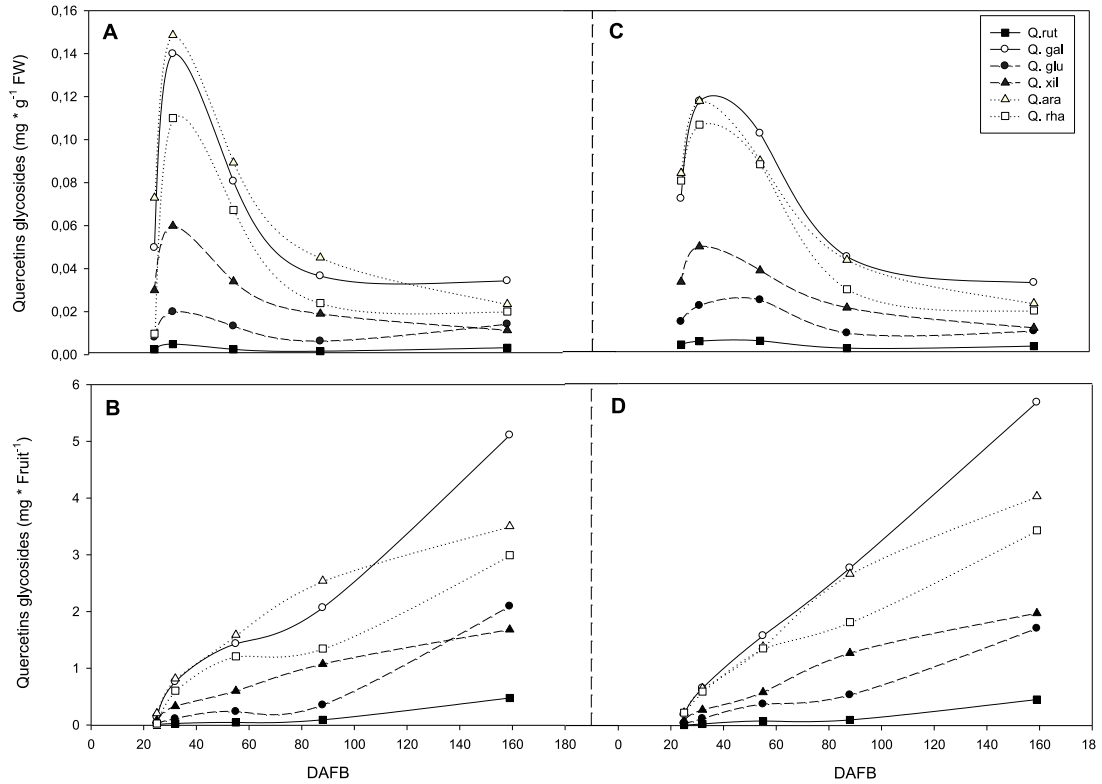 Quercetins glycosides (mg * g⁻¹ FW)
0,16
0,14
0,12
0,10
0,08
0,06
0,04
0,02
0,00
A
C
Q.rut
Q. gal
Q. glu
Q. xil
Q.ara
Q. rha
Quercetins glycosides (mg * Fruit⁻¹)
6
5
4
3
2
1
0
B
D
0 20 40 60 80 100 120 140 160 180
0 20 40 60 80 100 120 140 160 18
DAFB
DAFB